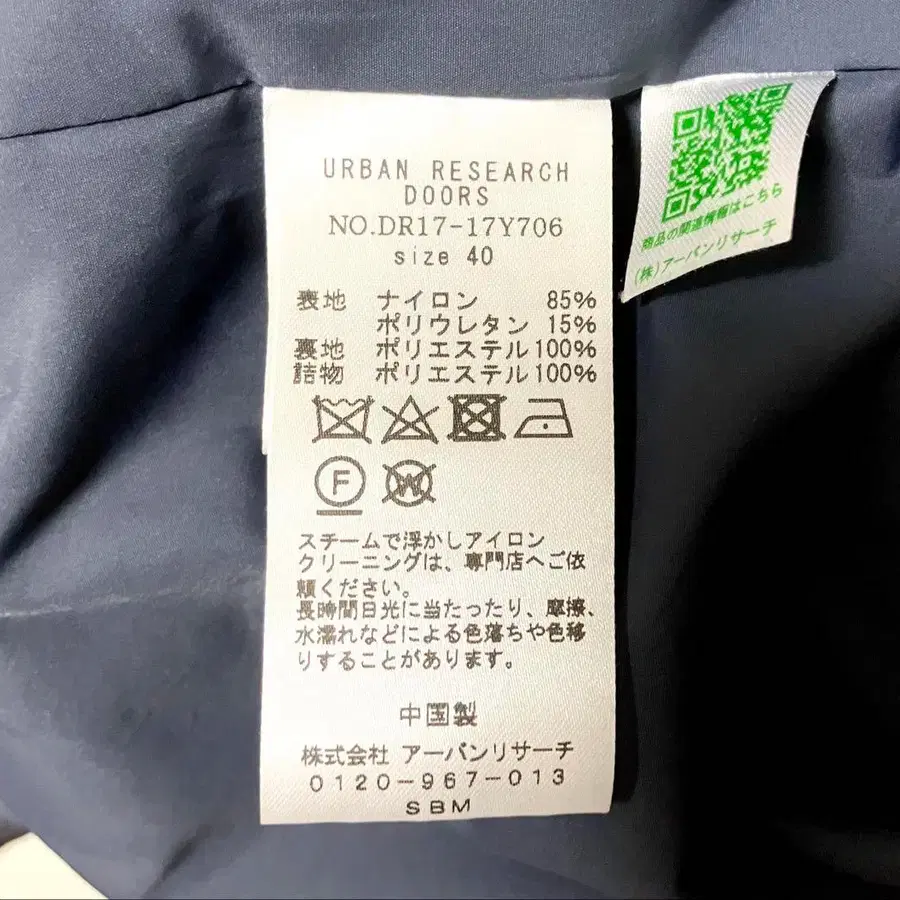 URBAN RESEARCH
DOORS
NO.DR17-17Y706
size 40
表地 ナイロン 85%
ポリウレタン 15%
裏地 ポリエステル100%
詰物 ポリエステル100%
F
W
スチームで浮かしアイロン
クリーニングは、専門店へご依
頼ください。
長時間日光に当たったり、摩擦、
水濡れなどによる色落ちや色移
りすることがあります。
中国製
株式会社 アーバンリサーチ
0120-967-013
SBM
商品の関連情報はこちら
(株)アーバンリサーチ